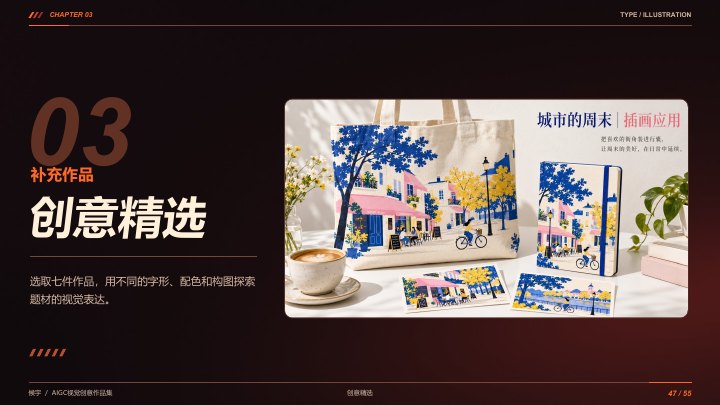 CHAPTER 03
TYPE / ILLUSTRATION
03
补充作品
创意精选
选取七件作品，用不同的字形、配色和构图探索
题材的视觉表达。
城市的周末 | 插画应用
把喜欢的街角装进行囊，
让周末的美好，在日常中延续。
候宇 / AIGC视觉创意作品集
创意精选
47 / 55